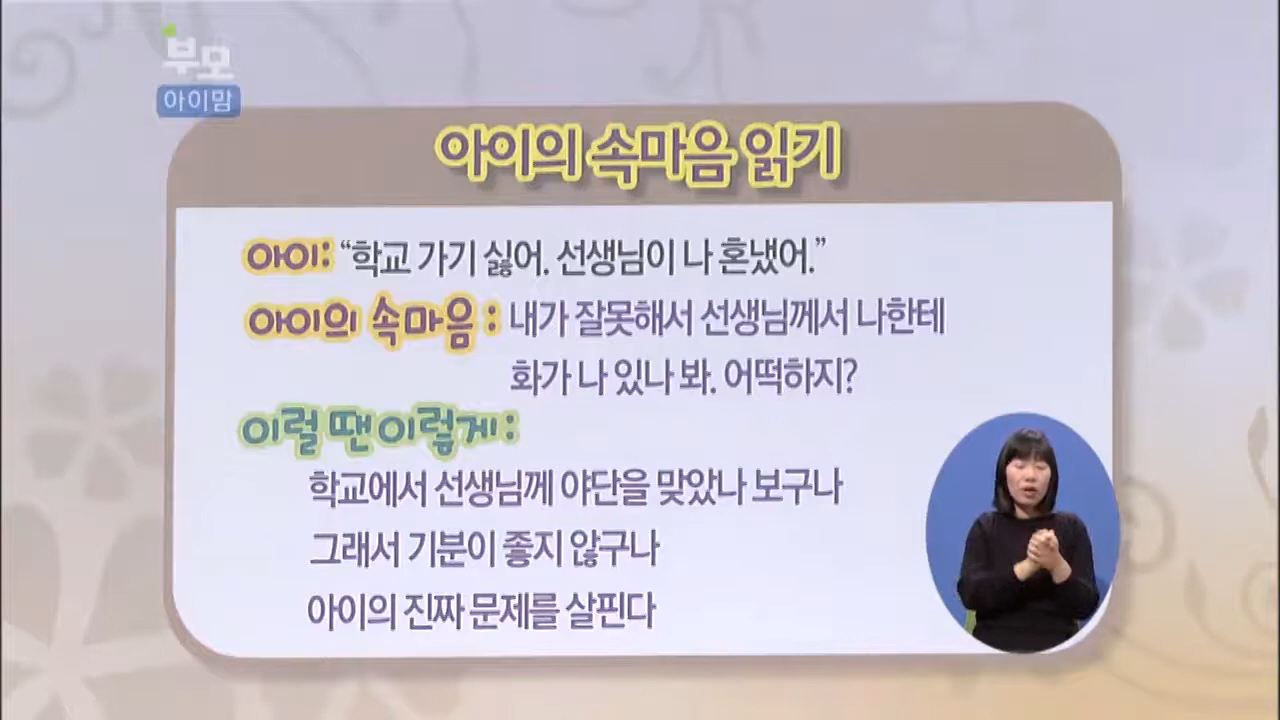 부모
아이맘
아이의 속마음 읽기
아이: “학교 가기 싫어. 선생님이 나 혼냈어.”
아이의 속마음 : 내가 잘못해서 선생님께서 나한테
화가 나 있나 봐. 어떡하지?
이럴 땐 이렇게 :
학교에서 선생님께 야단을 맞았나 보구나
그래서 기분이 좋지 않구나
아이의 진짜 문제를 살핀다